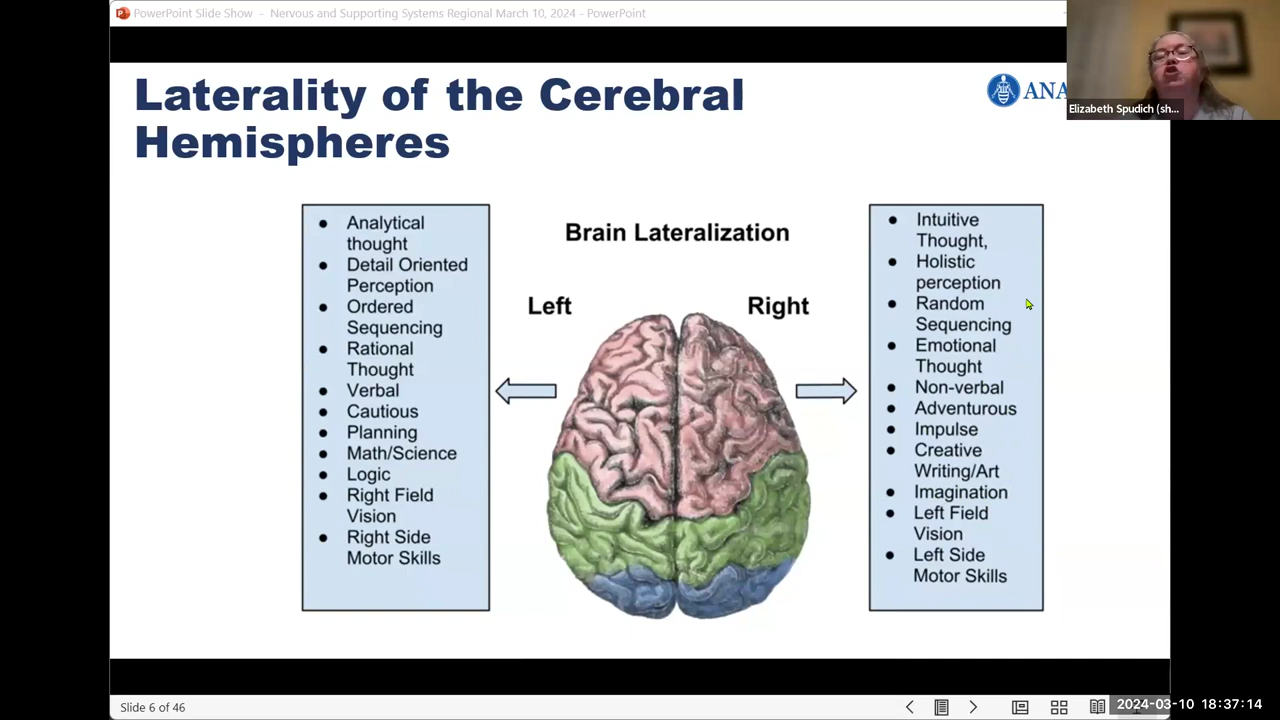 PowerPoint Slide Show - Nervous and Supporting Systems Regional March 10, 2024 - PowerPoint
Laterality of the Cerebral
Hemispheres
ANA
Elizabeth Spudich (sh...
Brain Lateralization
Left
Right
• Analytical
thought
• Detail Oriented
Perception
• Ordered
Sequencing
• Rational
Thought
• Verbal
• Cautious
• Planning
• Math/Science
• Logic
• Right Field
Vision
• Right Side
Motor Skills
• Intuitive
Thought,
• Holistic
perception
• Random
Sequencing
• Emotional
Thought
• Non-verbal
• Adventurous
• Impulse
• Creative
Writing/Art
• Imagination
• Left Field
Vision
• Left Side
Motor Skills
Slide 6 of 46
2024-03-10 18:37:14